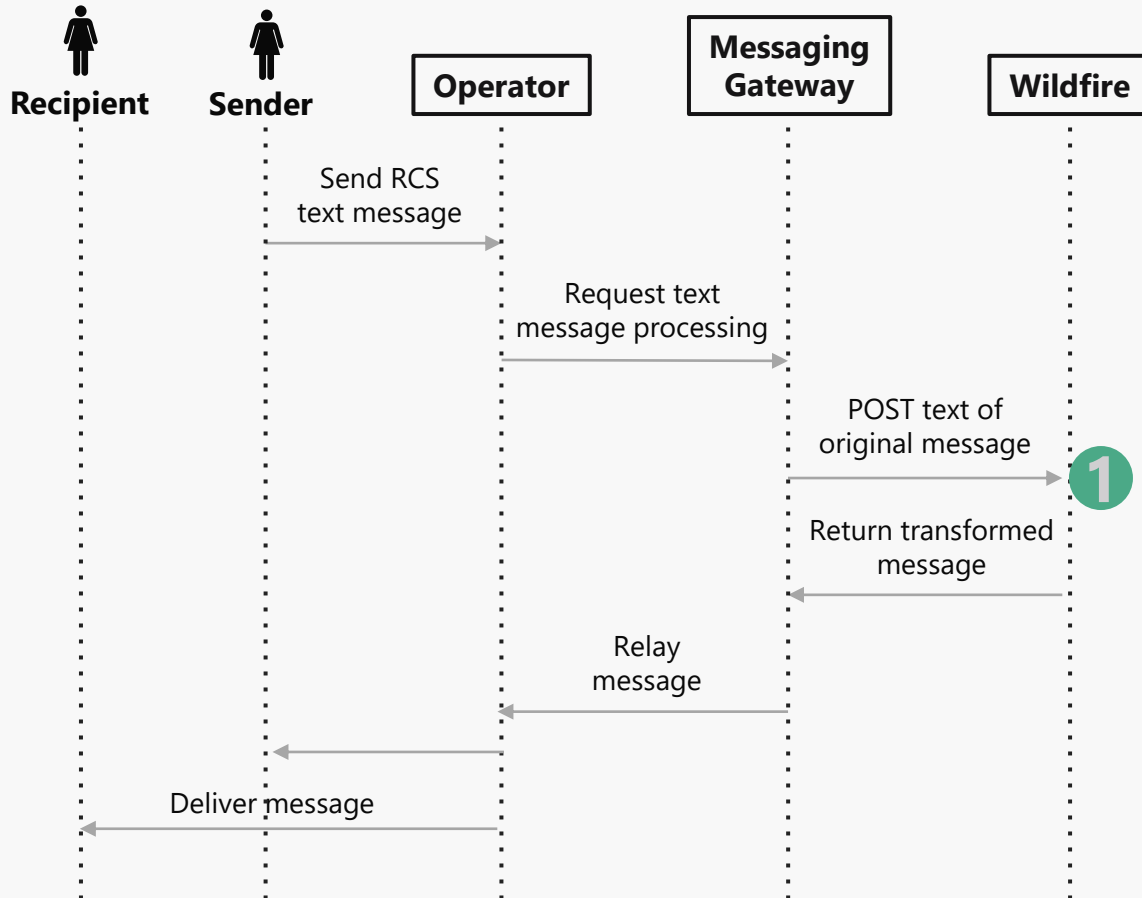 Recipient
Sender
Operator
Messaging
Gateway
Wildfire
Send RCS
text message
Request text
message processing
POST text of
original message
1
Return transformed
message
Relay
message
Deliver message